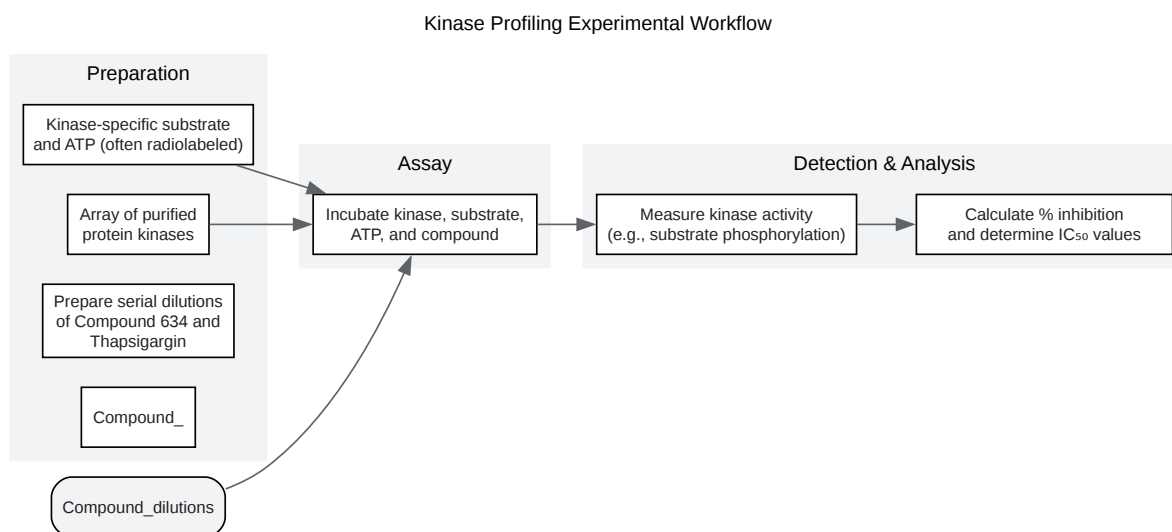 Kinase Profiling Experimental Workflow
Preparation
Kinase-specific substrate
and ATP (often radiolabeled)
Array of purified
protein kinases
Prepare serial dilutions
of Compound 634 and
Thapsigargin
Compound_
Compound_dilutions
Assay
Incubate kinase, substrate,
ATP, and compound
Detection & Analysis
Measure kinase activity
(e.g., substrate phosphorylation)
Calculate % inhibition
and determine IC₅₀ values